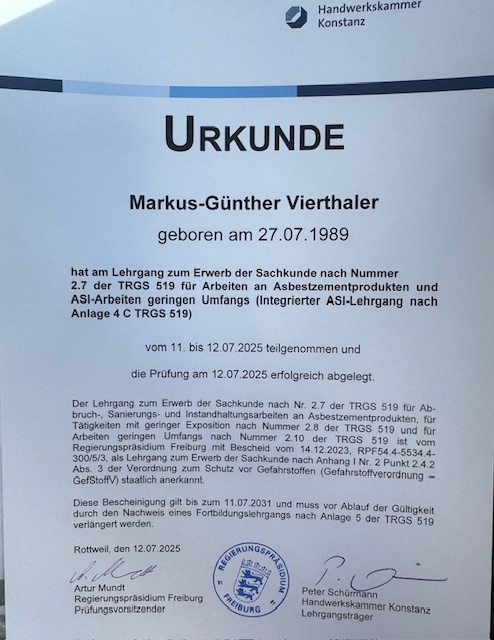 Handwerkskammer
Konstanz
URKUNDE
Markus-Günther Vierthaler
geboren am 27.07.1989
hat am Lehrgang zum Erwerb der Sachkunde nach Nummer
2.7 der TRGS 519 für Arbeiten an Asbestzementprodukten und
ASI-Arbeiten geringen Umfangs (Integrierter ASI-Lehrgang nach
Anlage 4 C TRGS 519)
vom 11. bis 12.07.2025 teilgenommen und
die Prüfung am 12.07.2025 erfolgreich abgelegt.
Der Lehrgang zum Erwerb der Sachkunde nach Nr. 2.7 der TRGS 519 für Ab-
bruch-, Sanierungs- und Instandhaltungsarbeiten an Asbestzementprodukten, für
Tätigkeiten mit geringer Exposition nach Nummer 2.8 der TRGS 519 und für
Arbeiten geringen Umfangs nach Nummer 2.10 der TRGS 519 ist vom
Regierungspräsidium Freiburg mit Bescheid vom 14.12.2023, RPF54.4-5534.4-
300/5/3, als Lehrgang zum Erwerb der Sachkunde nach Anhang I Nr. 2 Punkt 2.4.2
Abs. 3 der Verordnung zum Schutz vor Gefahrstoffen (Gefahrstoffverordnung –
GefStoffV) staatlich anerkannt.
Diese Bescheinigung gilt bis zum 11.07.2031 und muss vor Ablauf der Gültigkeit
durch den Nachweis eines Fortbildungslehrgangs nach Anlage 5 der TRGS 519
verlängert werden.
Rottweil, den 12.07.2025
REGIERUNGSPRÄSIDIUM
FREIBURG
Artur Mundt
Regierungspräsidium Freiburg
Prüfungsvorsitzender
Peter Schürmann
Handwerkskammer Konstanz
Lehrgangsträger